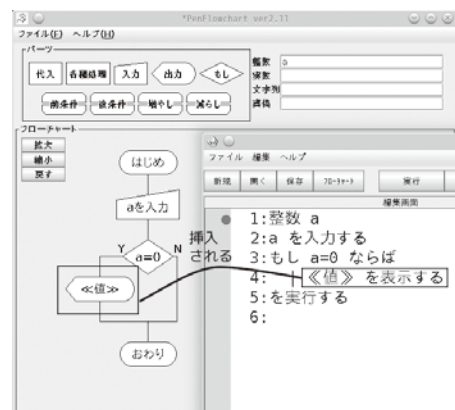 *PenFlowchart ver2.11
ファイル(F) ヘルプ(H)
パーツ
代入 各種処理 入力 出力 もし
前条件 後条件 増やし 減らし
整数 a
実数
文字列
真偽
フローチャート
拡大
縮小
戻す
はじめ
aを入力
Y a=0 N
≪値≫
おわり
挿入
される
ファイル 編集 ヘルプ
新規 開く 保存 フローチャート 実行
編集画面
1:整数 a
2:a を入力する
3:もし a=0 ならば
4: | 《値》 を表示する
5:を実行する
6: